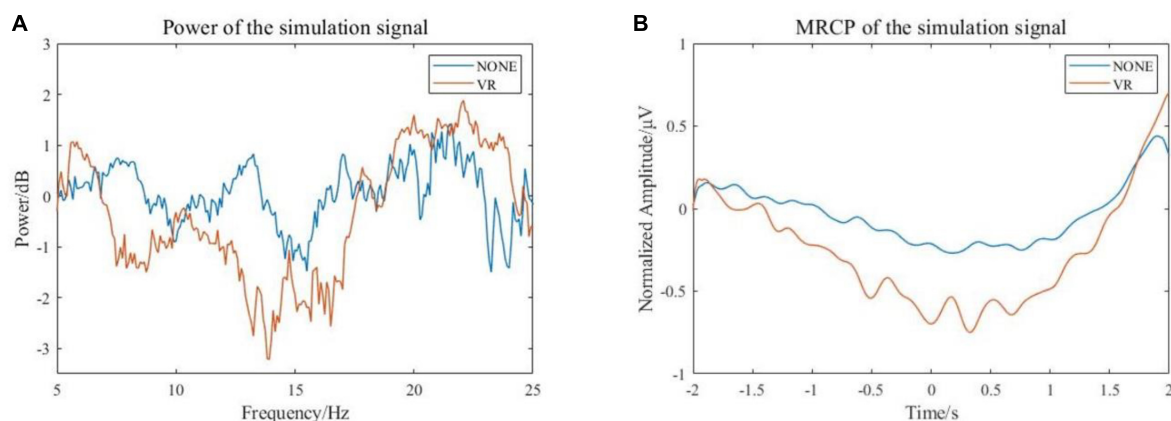 A
Power of the simulation signal
3
2
1
0
-1
-2
-3
Power/dB
NONE
VR
5
10
15
20
25
Frequency/Hz
B
MRCP of the simulation signal
1
0.5
0
-0.5
-1
Normalized Amplitude/μV
NONE
VR
-2
-1.5
-1
-0.5
0
0.5
1
1.5
2
Time/s